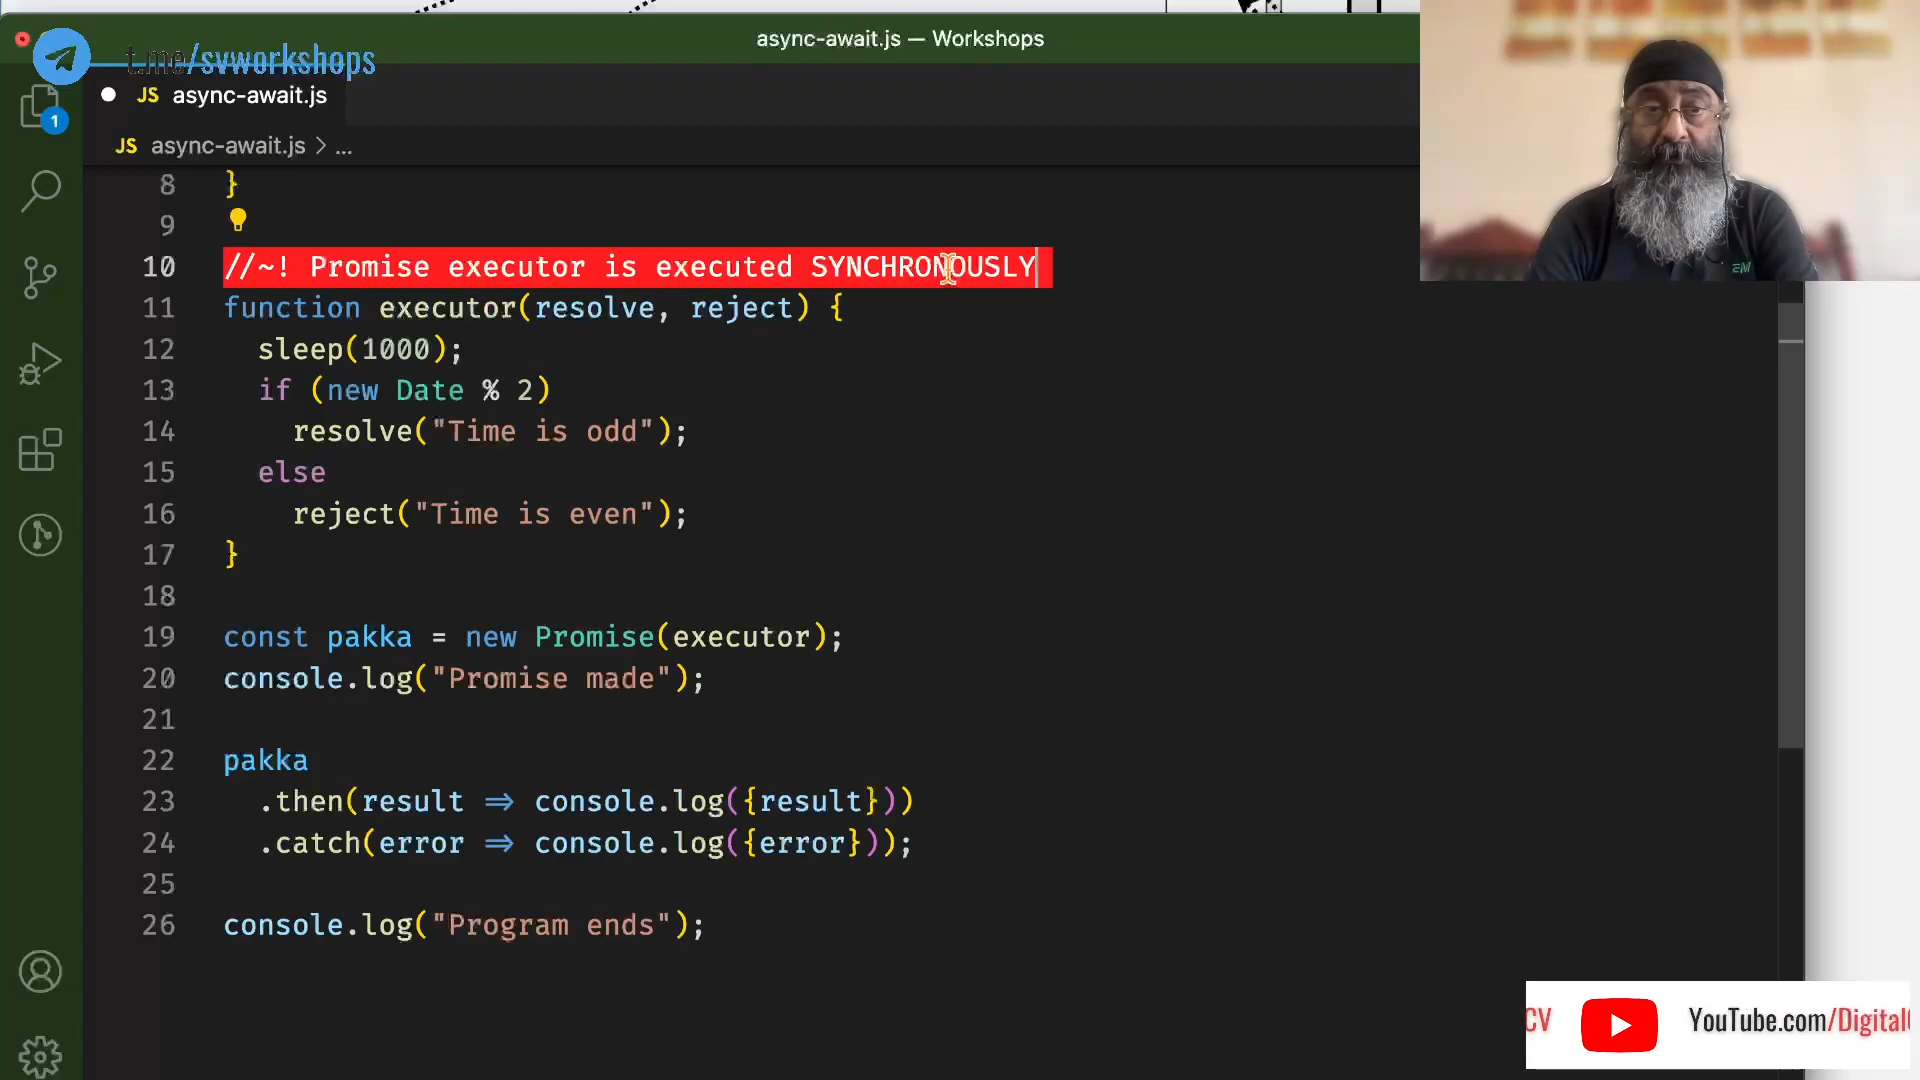 async-await.js — Workshops
t.me/svworkshops
JS async-await.js
1
JS async-await.js > ...
8 }
9
10 //~! Promise executor is executed SYNCHRONOUSLY
11 function executor(resolve, reject) {
12 sleep(1000);
13 if (new Date % 2)
14 resolve("Time is odd");
15 else
16 reject("Time is even");
17 }
18
19 const pakka = new Promise(executor);
20 console.log("Promise made");
21
22 pakka
23 .then(result => console.log({result}))
24 .catch(error => console.log({error}));
25
26 console.log("Program ends");
CV YouTube.com/Digital